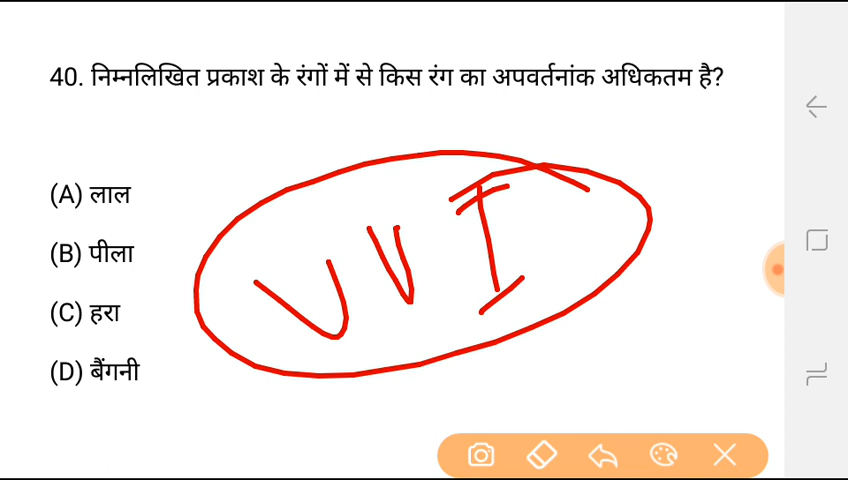 40. निम्नलिखित प्रकाश के रंगों में से किस रंग का अपवर्तनांक अधिकतम है?
(A) लाल
VVI
(B) पीला
(C) हरा
(D) बैंगनी